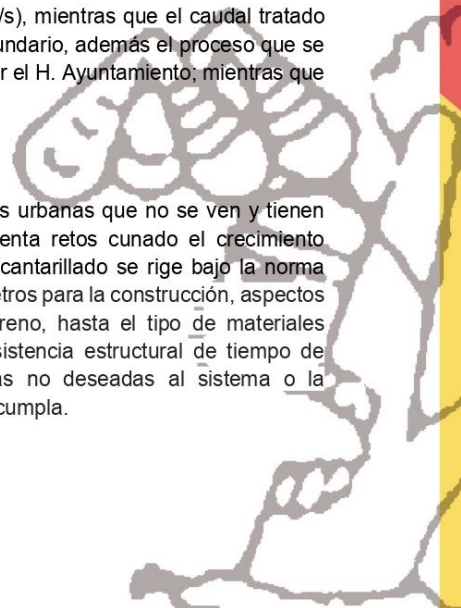 /s), mientras que el caudal tratado
undario, además el proceso que se
r el H. Ayuntamiento; mientras que
s urbanas que no se ven y tienen
enta retos cunado el crecimiento
cantarillado se rige bajo la norma
etros para la construcción, aspectos
reno, hasta el tipo de materiales
sistencia estructural de tiempo de
as no deseadas al sistema o la
cumpla.